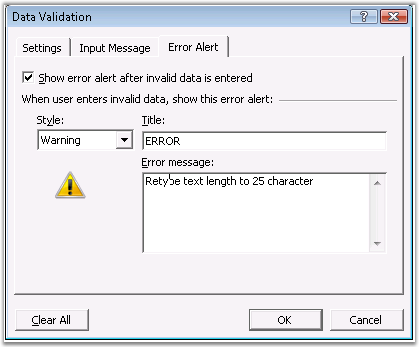 Data Validation
Settings Input Message Error Alert
Show error alert after invalid data is entered
When user enters invalid data, show this error alert:
Style: Title:
Warning ERROR
Error message:
Retype text length to 25 character
Clear All OK Cancel